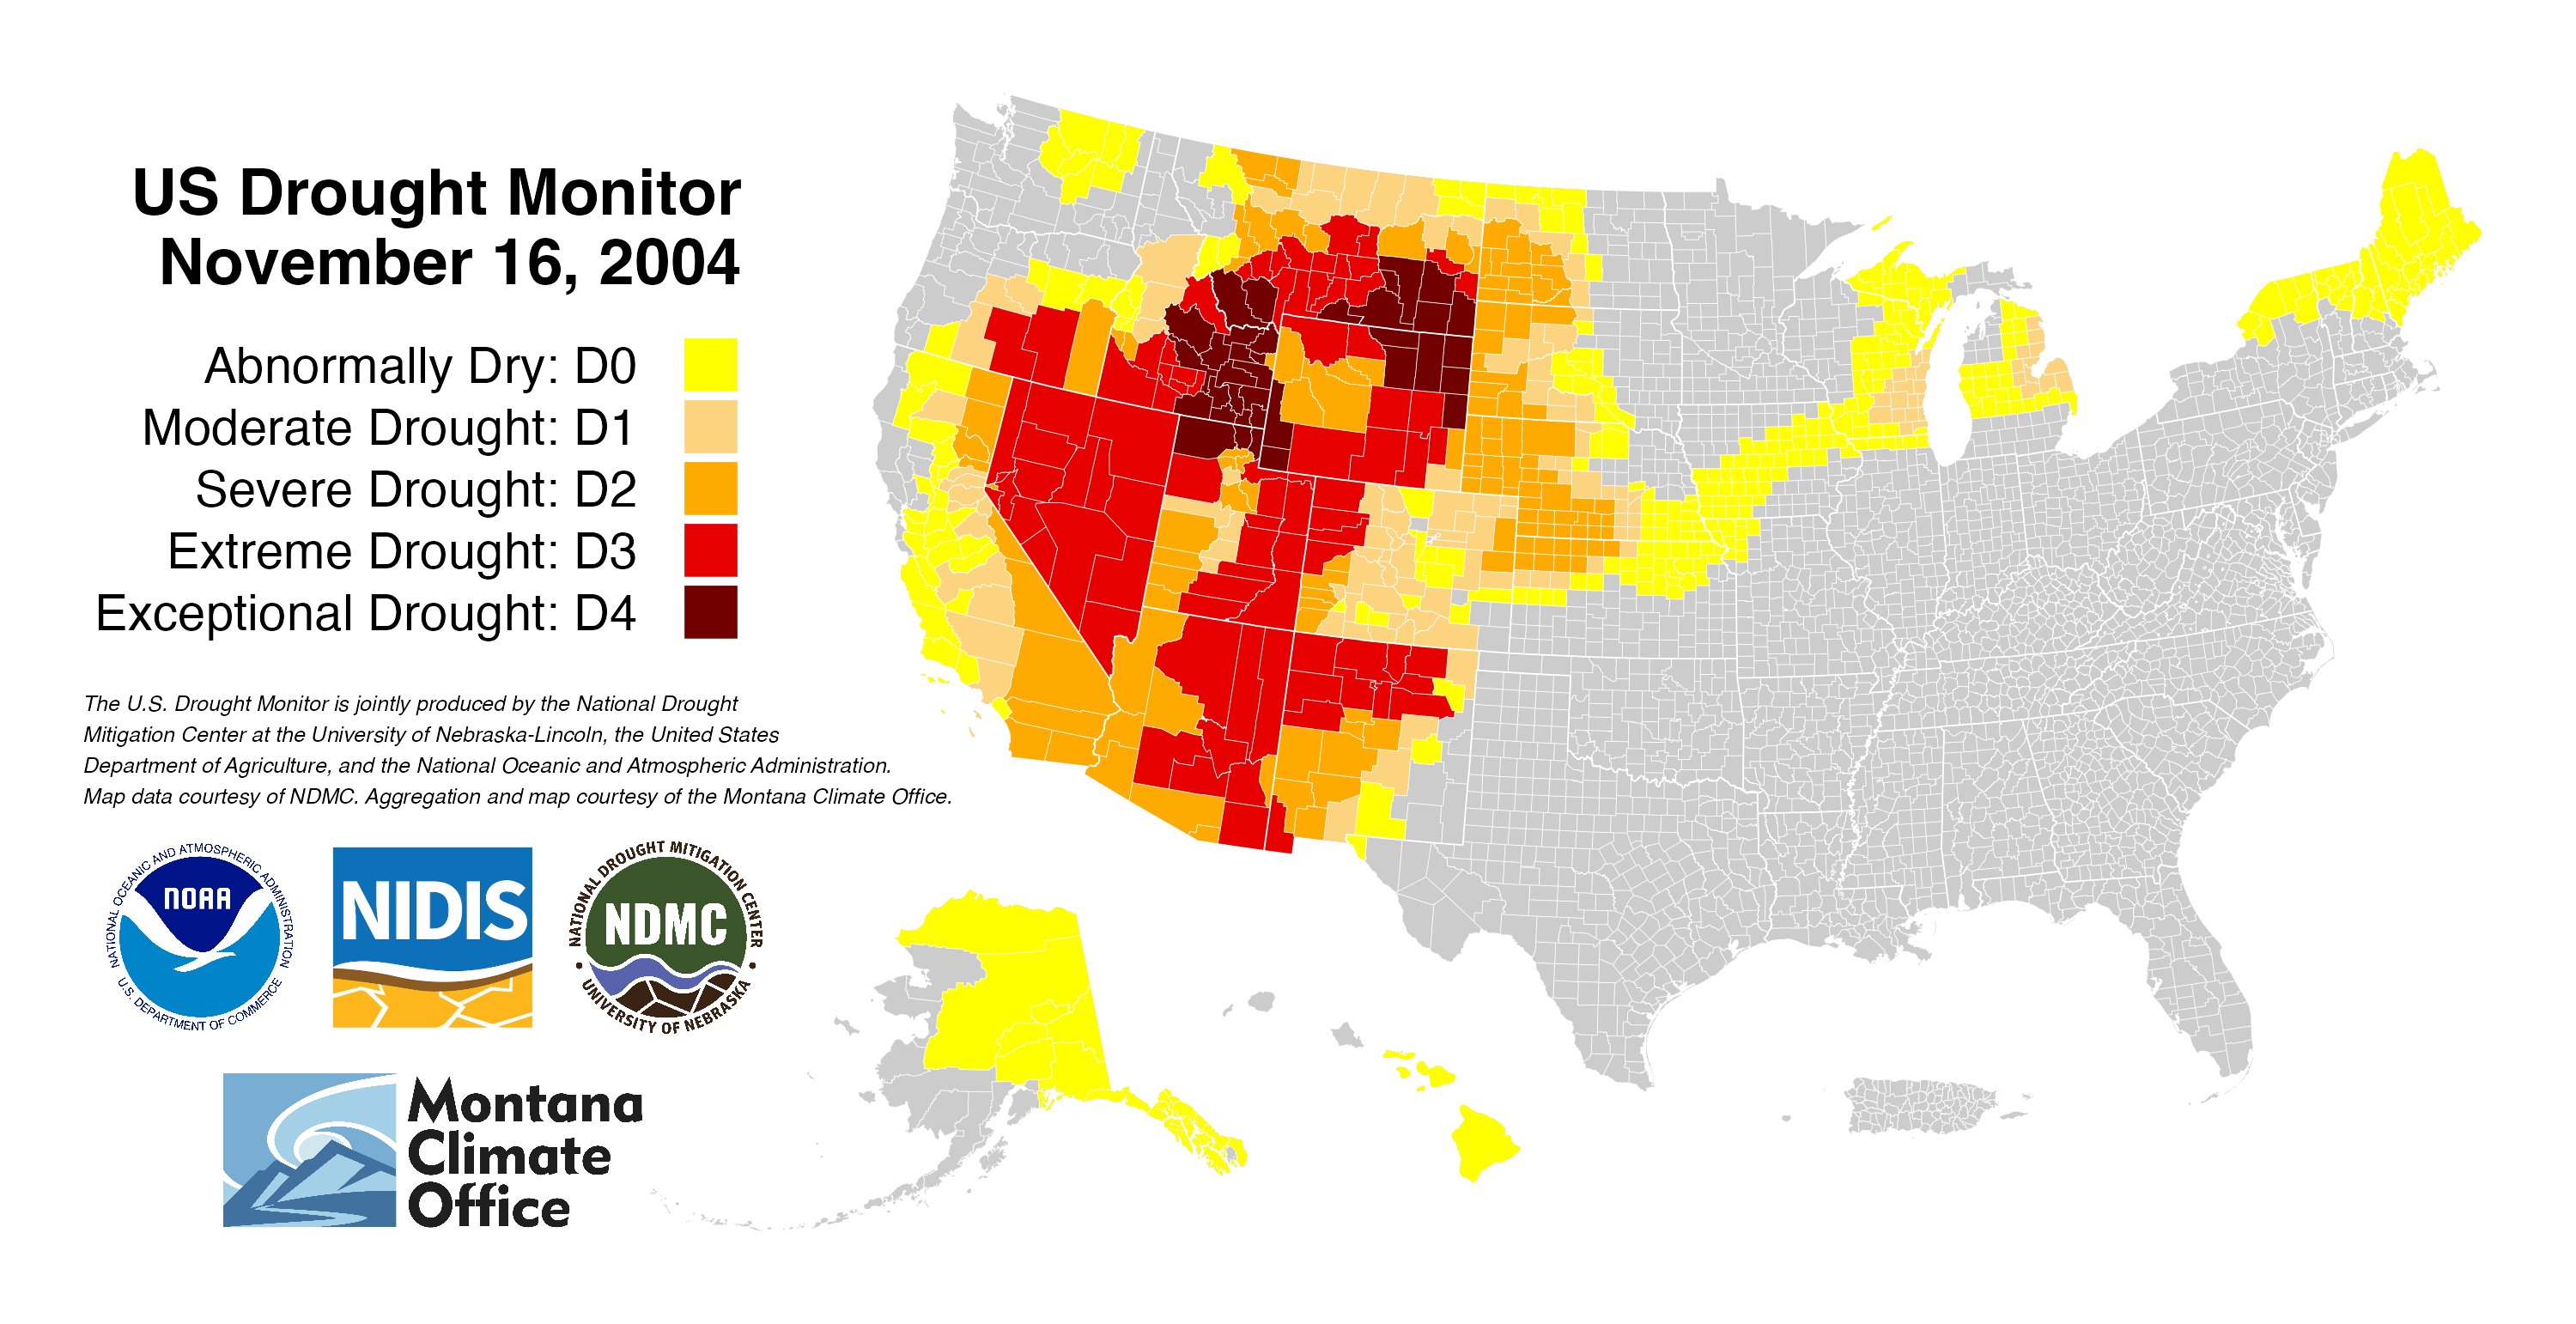 US Drought Monitor
November 16, 2004
Abnormally Dry: D0
Moderate Drought: D1
Severe Drought: D2
Extreme Drought: D3
Exceptional Drought: D4
The U.S. Drought Monitor is jointly produced by the National Drought
Mitigation Center at the University of Nebraska-Lincoln, the United States
Department of Agriculture, and the National Oceanic and Atmospheric Administration.
Map data courtesy of NDMC. Aggregation and map courtesy of the Montana Climate Office.
NATIONAL OCEANIC AND ATMOSPHERIC ADMINISTRATION
NOAA
U.S. DEPARTMENT OF COMMERCE
NIDIS
NATIONAL DROUGHT MITIGATION CENTER
NDMC
UNIVERSITY OF NEBRASKA
Montana
Climate
Office